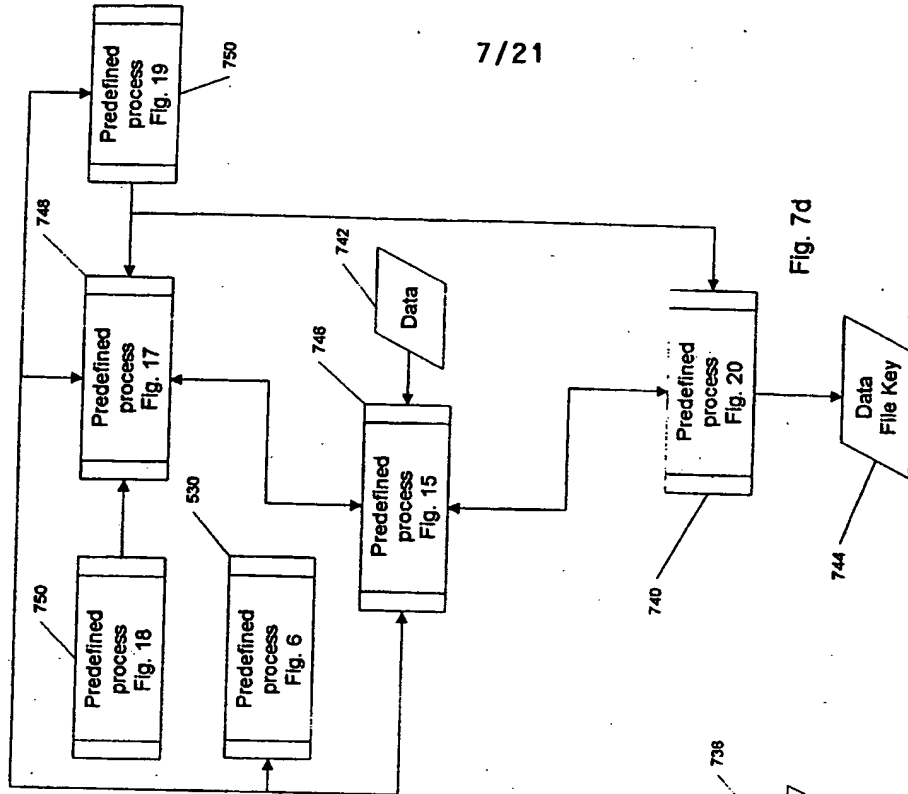 7/21
Predefined
process
Fig. 19
750
748
Predefined
process
Fig. 17
742
Data
746
750
Predefined
process
Fig. 18
530
Predefined
process
Fig. 6
Predefined
process
Fig. 15
Predefined
process
Fig. 20
740
Data
File Key
744
Fig. 7d
738